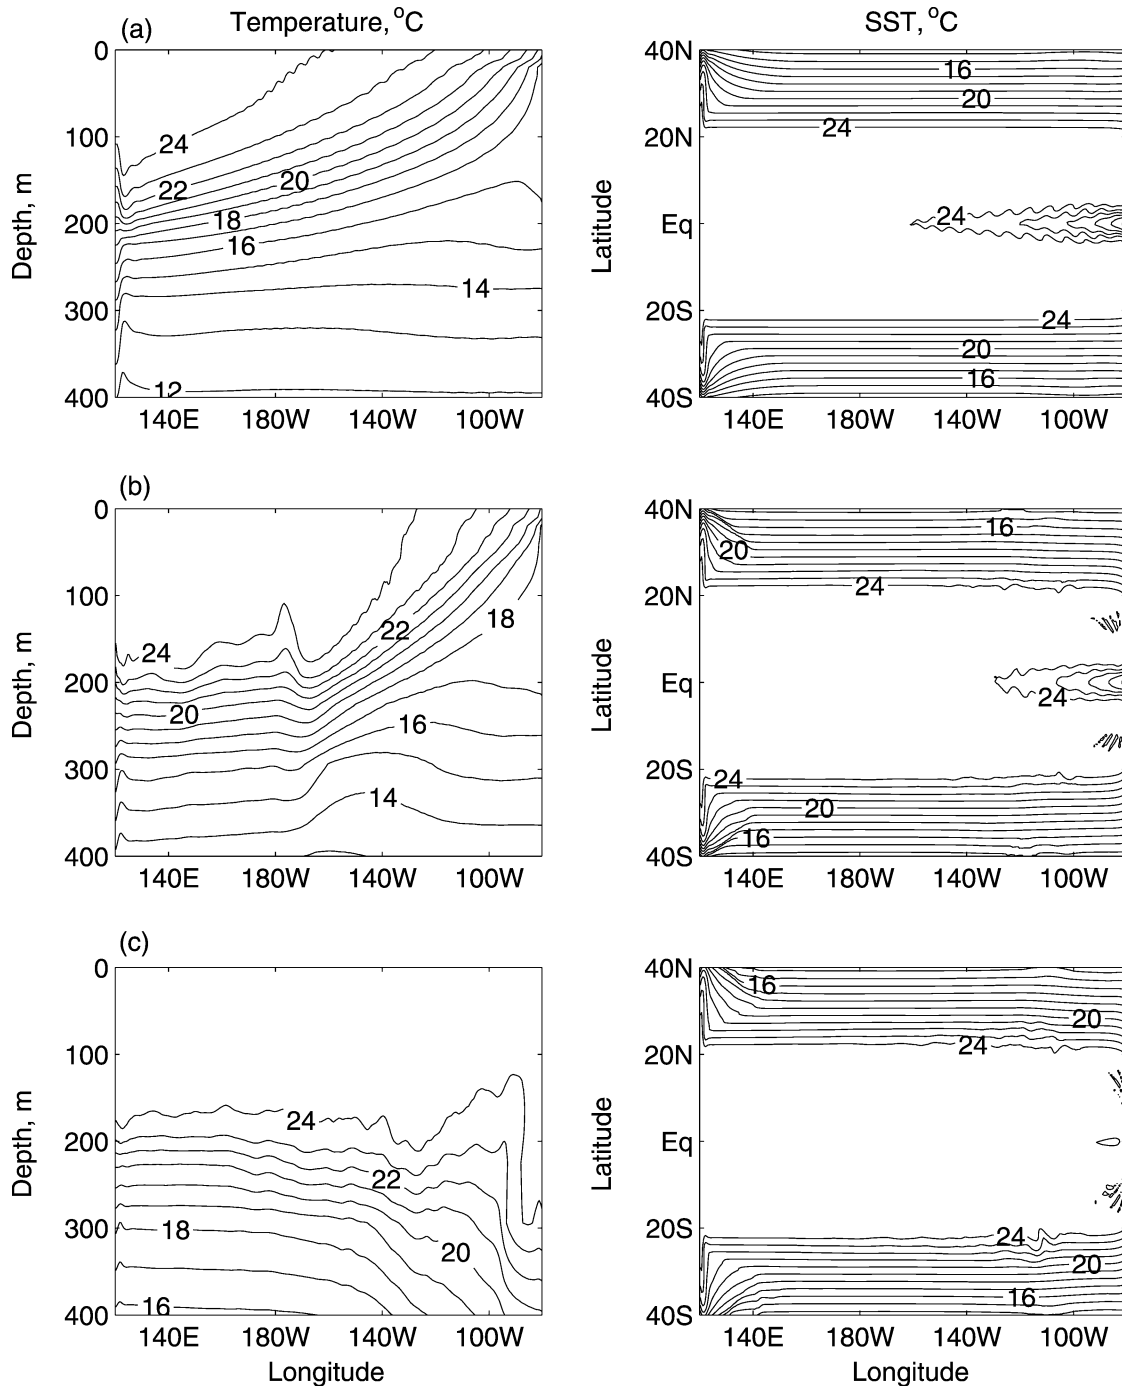 (a)
Temperature, °C
SST, °C
0
100
200
300
400
Depth, m
24
22
20
18
16
14
12
140E
180W
140W
100W
40N
20N
Eq
20S
40S
Latitude
16
20
24
24
24
20
16
140E
180W
140W
100W
(b)
0
100
200
300
400
Depth, m
24
22
20
18
16
14
140E
180W
140W
100W
40N
20N
Eq
20S
40S
Latitude
16
20
24
24
24
20
16
140E
180W
140W
100W
(c)
0
100
200
300
400
Depth, m
24
22
20
18
16
140E
180W
140W
100W
Longitude
40N
20N
Eq
20S
40S
Latitude
16
20
24
24
20
16
140E
180W
140W
100W
Longitude